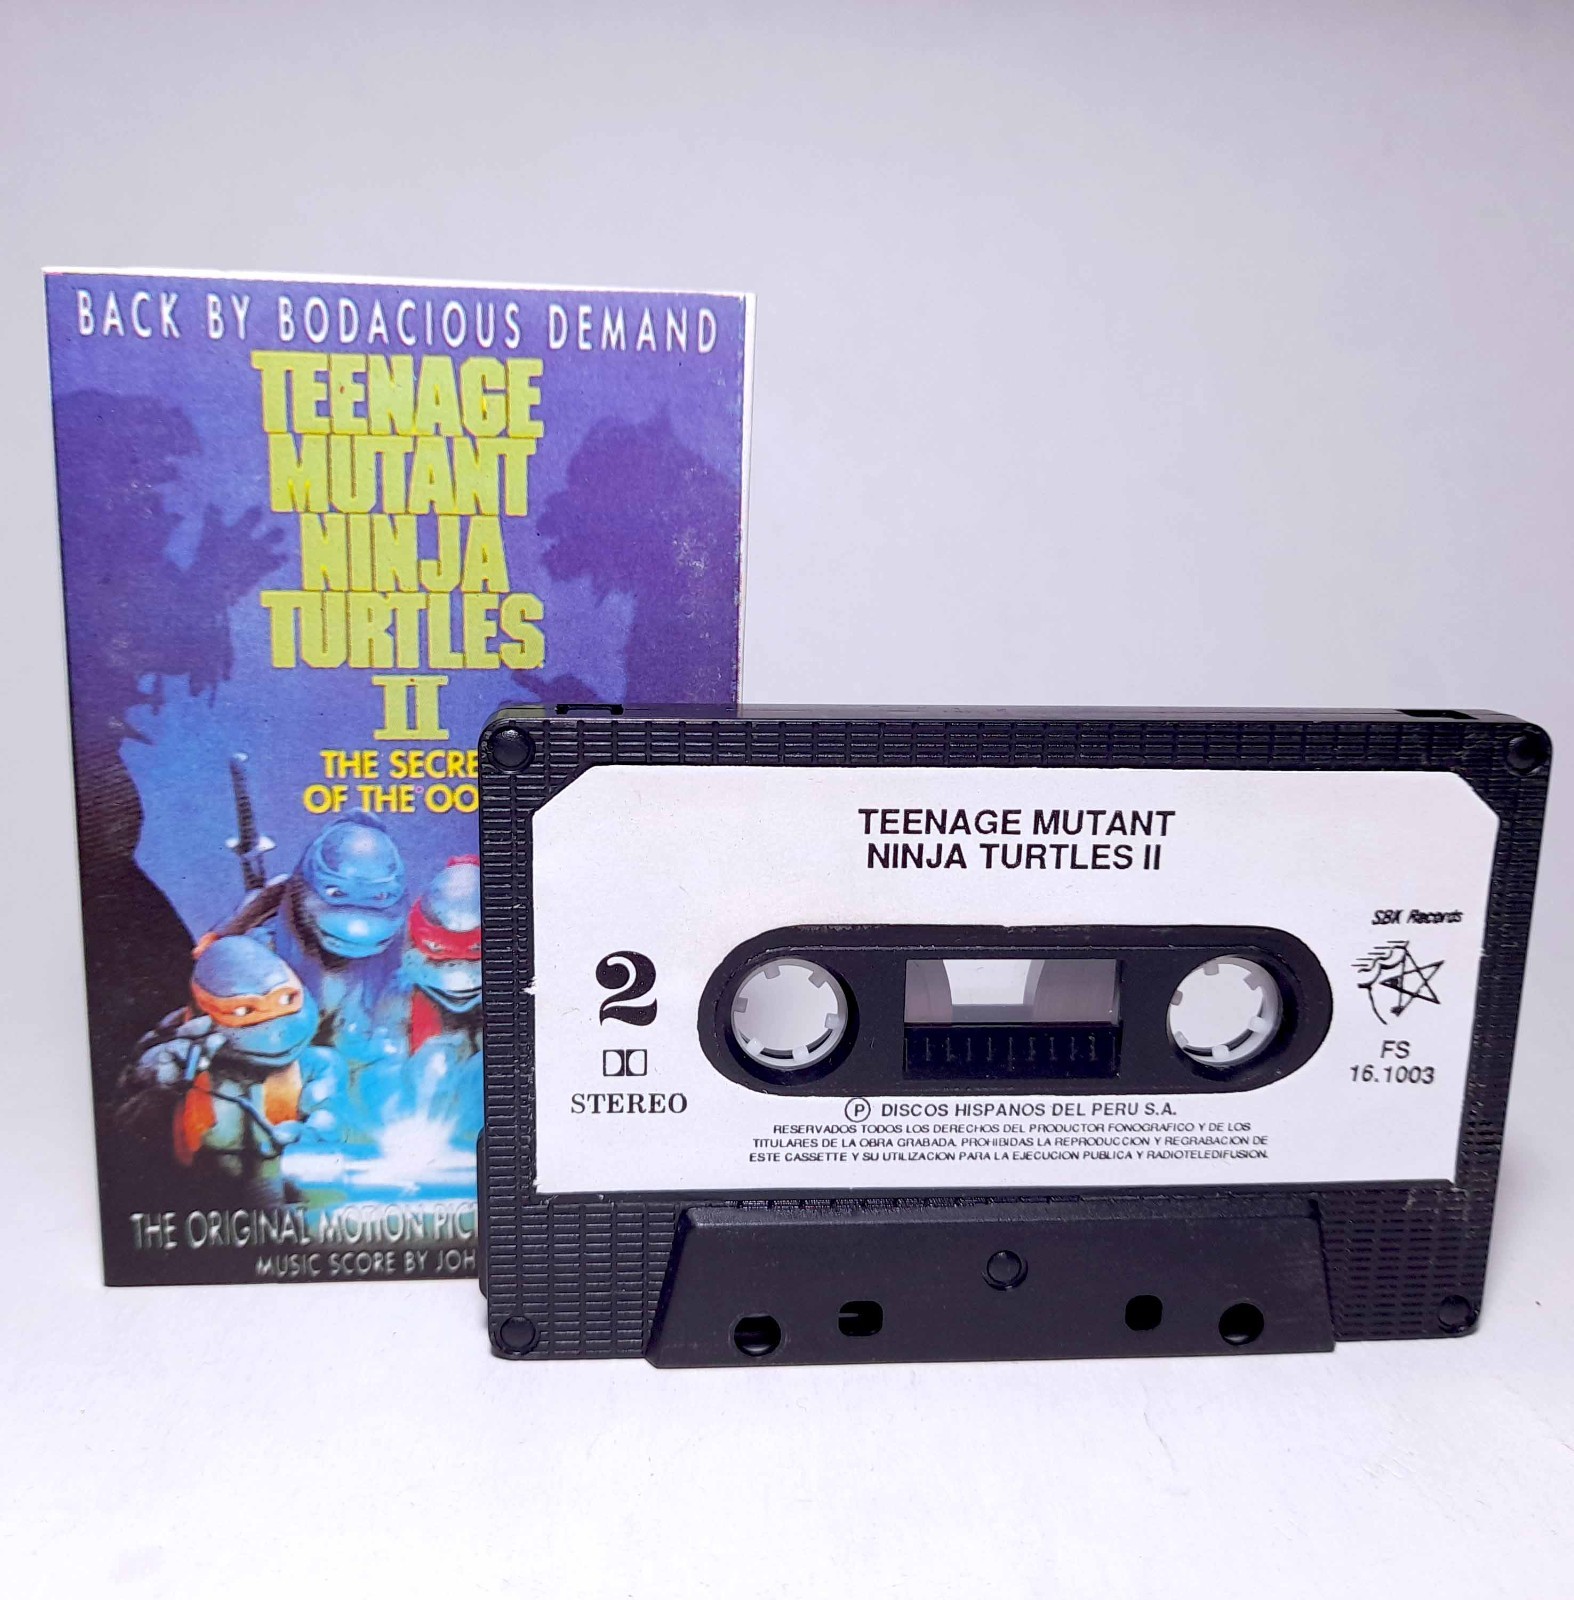 BACK BY BODACIOUS DEMAND
TEENAGE
MUTANT
NINJA
TURTLES
II
THE SECRE
OF THE OO
THE ORIGINAL MOTION PIC
MUSIC SCORE BY JOH
TEENAGE MUTANT
NINJA TURTLES II
SBK Records
2
STEREO
FS
16.1003
Ⓟ DISCOS HISPANOS DEL PERU S.A.
RESERVADOS TODOS LOS DERECHOS DEL PRODUCTOR FONOGRAFICO Y DE LOS
TITULARES DE LA OBRA GRABADA. PROHIBIDAS LA REPRODUCCION Y REGRABACION DE
ESTE CASSETTE Y SU UTILIZACION PARA LA EJECUCION PUBLICA Y RADIOTELEDIFUSION.